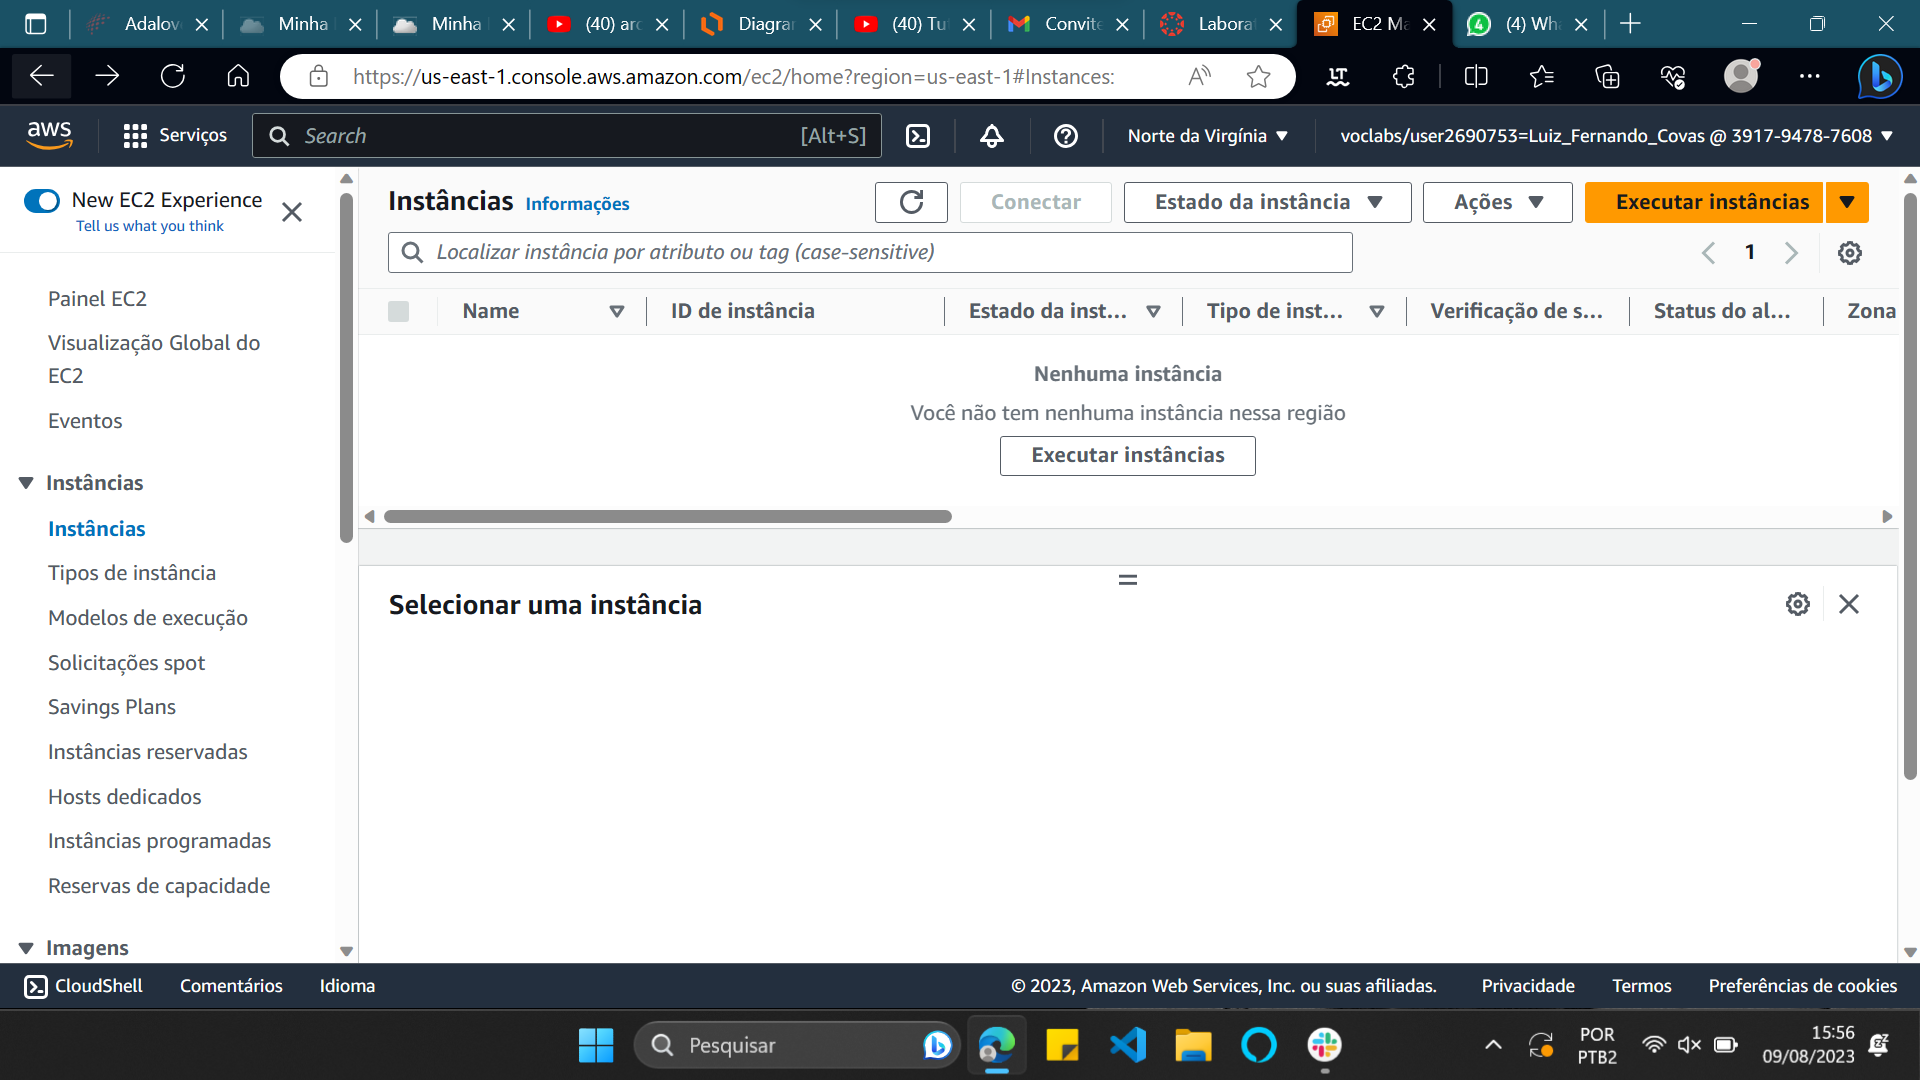 Adalov
Minha
Minha
(40) arc
Diagran
(40) Tu
Convite
Laborat
EC2 Ma
(4) Wha
https://us-east-1.console.aws.amazon.com/ec2/home?region=us-east-1#Instances:
aws
Serviços
Search
[Alt+S]
Norte da Virgínia
voclabs/user2690753=Luiz_Fernando_Covas @ 3917-9478-7608
New EC2 Experience
Tell us what you think
Painel EC2
Visualização Global do
EC2
Eventos
Instâncias
Instâncias
Tipos de instância
Modelos de execução
Solicitações spot
Savings Plans
Instâncias reservadas
Hosts dedicados
Instâncias programadas
Reservas de capacidade
Imagens
Instâncias Informações
Conectar
Estado da instância
Ações
Executar instâncias
Localizar instância por atributo ou tag (case-sensitive)
1
Name
ID de instância
Estado da inst...
Tipo de inst...
Verificação de s...
Status do al...
Zona
Nenhuma instância
Você não tem nenhuma instância nessa região
Executar instâncias
Selecionar uma instância
CloudShell
Comentários
Idioma
© 2023, Amazon Web Services, Inc. ou suas afiliadas.
Privacidade
Termos
Preferências de cookies
Pesquisar
POR
PTB2
15:56
09/08/2023